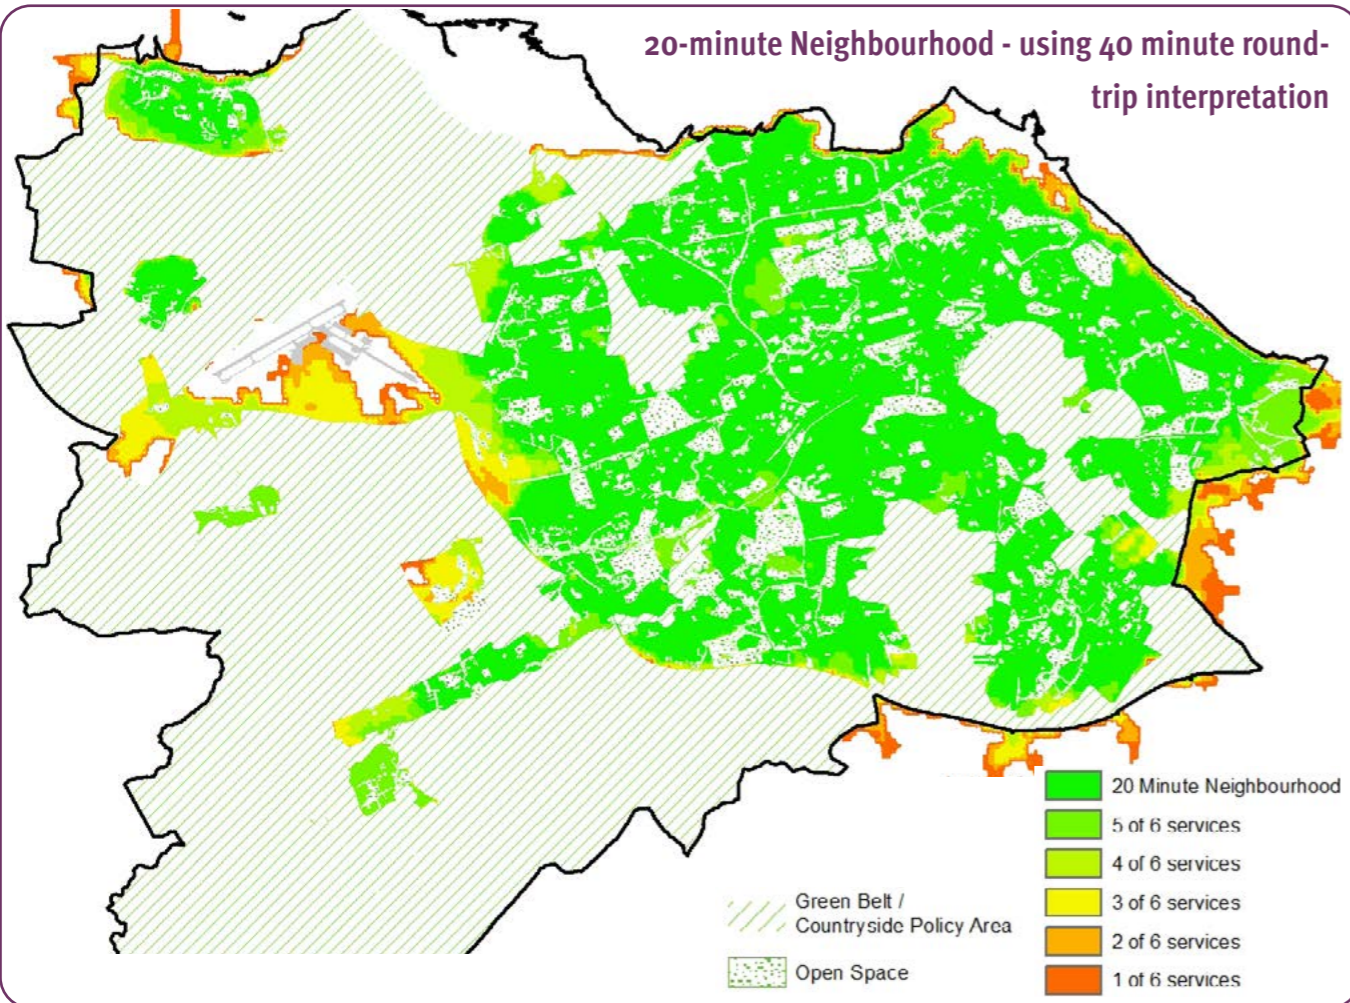 20-minute Neighbourhood - using 40 minute round-
trip interpretation
20 Minute Neighbourhood
5 of 6 services
4 of 6 services
3 of 6 services
2 of 6 services
1 of 6 services
Green Belt /
Countryside Policy Area
Open Space